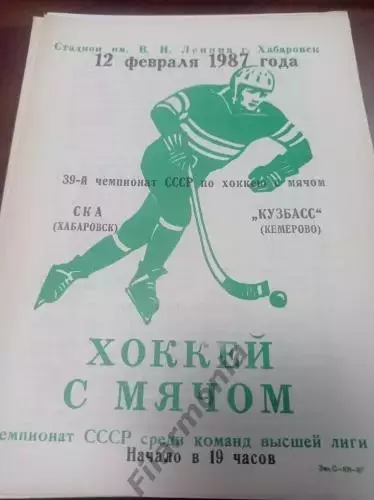 Стадион им. В. И. Ленина г. Хабаровск
12 февраля 1987 года
39-й чемпионат СССР по хоккею с мячом
СКА „КУЗБАСС“
(ХАБАРОВСК) (КЕМЕРОВО)
ХОККЕЙ
С МЯЧОМ
емпионат СССР среди команд высшей лиги
Начало в 19 часов
Filarmonia